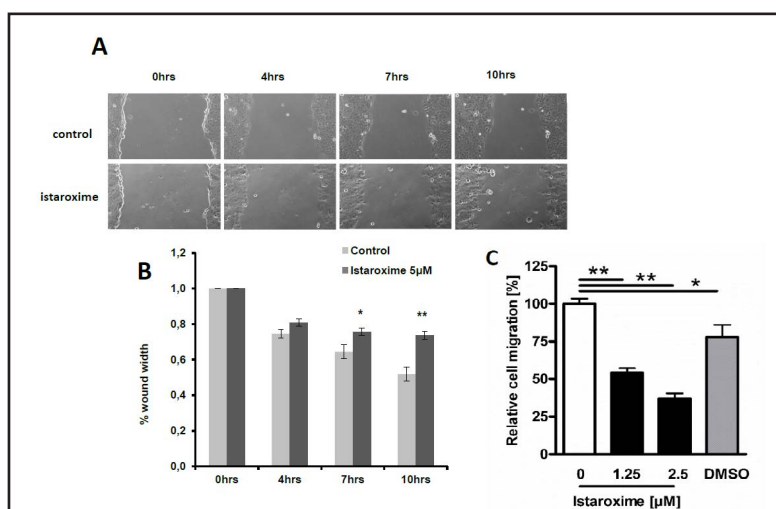 A
0hrs 4hrs 7hrs 10hrs
control
istaroxime
B
Control
Istaroxime 5µM
% wound width
1,2
1,0
0,8
0,6
0,4
0,2
0,0
* **
0hrs 4hrs 7hrs 10hrs
C
** ** *
Relative cell migration [%]
125
100
75
50
25
0
0 1.25 2.5 DMSO
Istaroxime [µM]